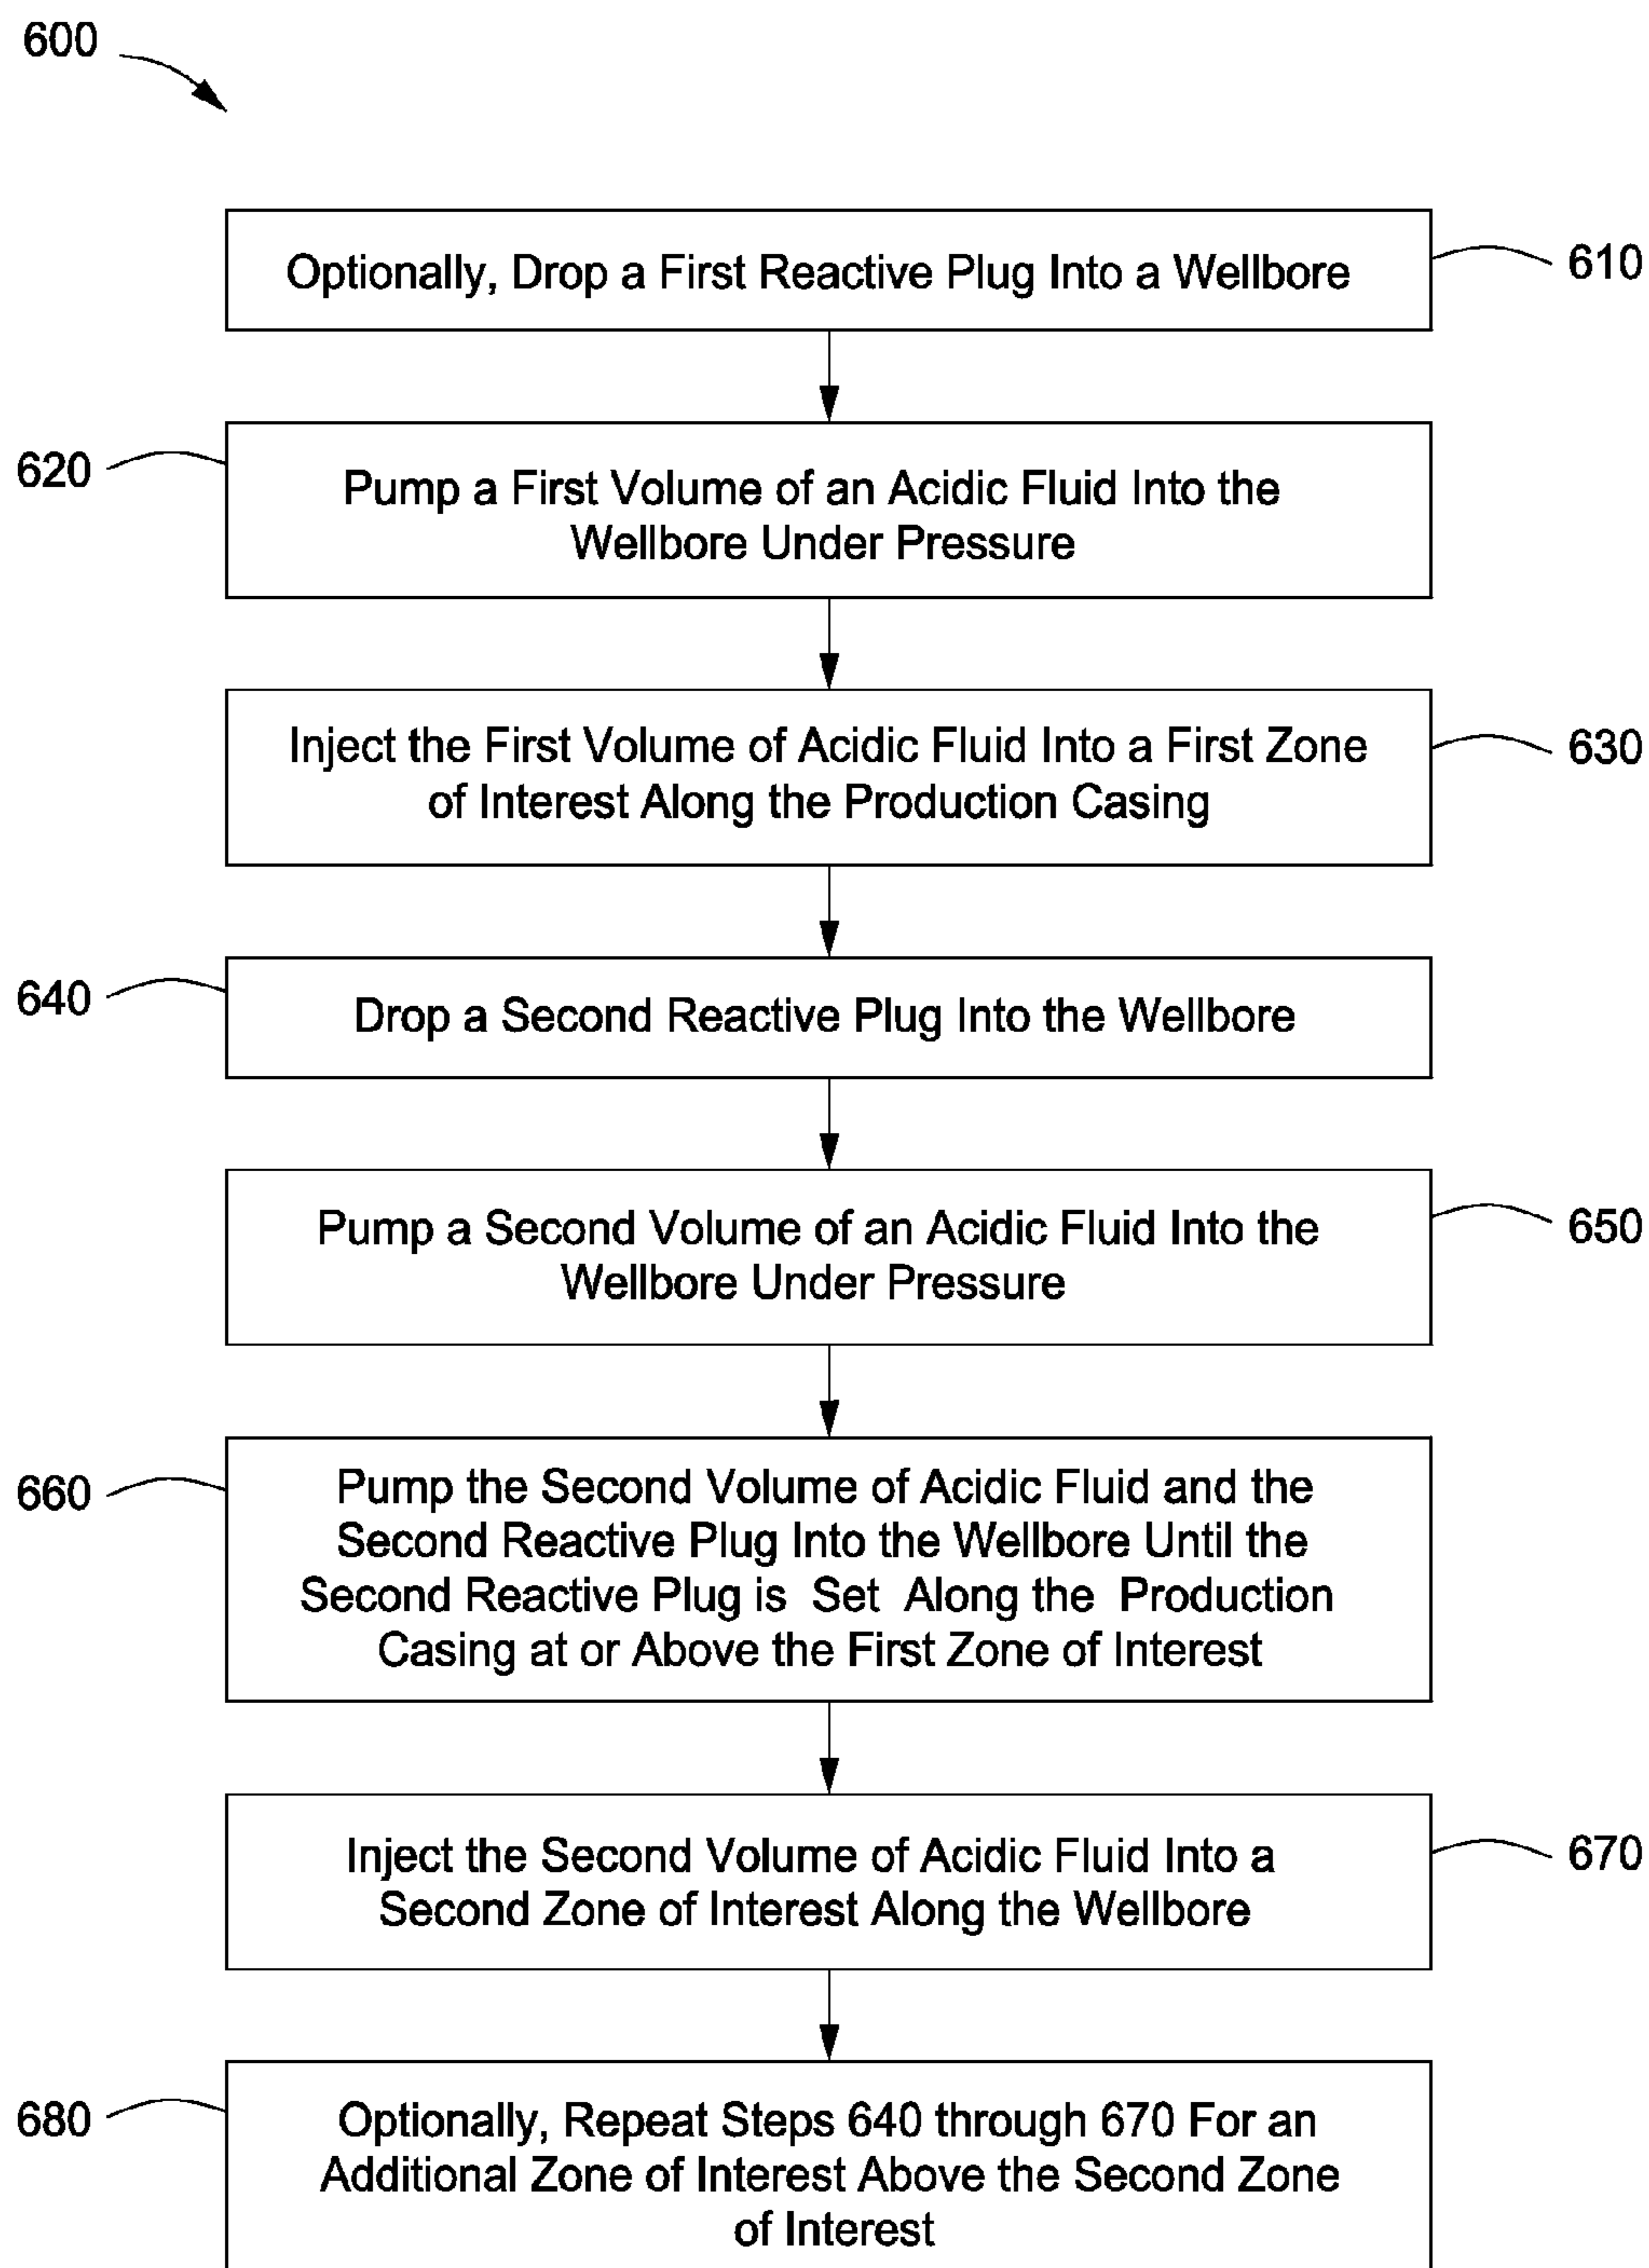 600
Optionally, Drop a First Reactive Plug Into a Wellbore
610
620
Pump a First Volume of an Acidic Fluid Into the
Wellbore Under Pressure
Inject the First Volume of Acidic Fluid Into a First Zone
of Interest Along the Production Casing
630
640
Drop a Second Reactive Plug Into the Wellbore
Pump a Second Volume of an Acidic Fluid Into the
Wellbore Under Pressure
650
660
Pump the Second Volume of Acidic Fluid and the
Second Reactive Plug Into the Wellbore Until the
Second Reactive Plug is Set Along the Production
Casing at or Above the First Zone of Interest
Inject the Second Volume of Acidic Fluid Into a
Second Zone of Interest Along the Wellbore
670
680
Optionally, Repeat Steps 640 through 670 For an
Additional Zone of Interest Above the Second Zone
of Interest